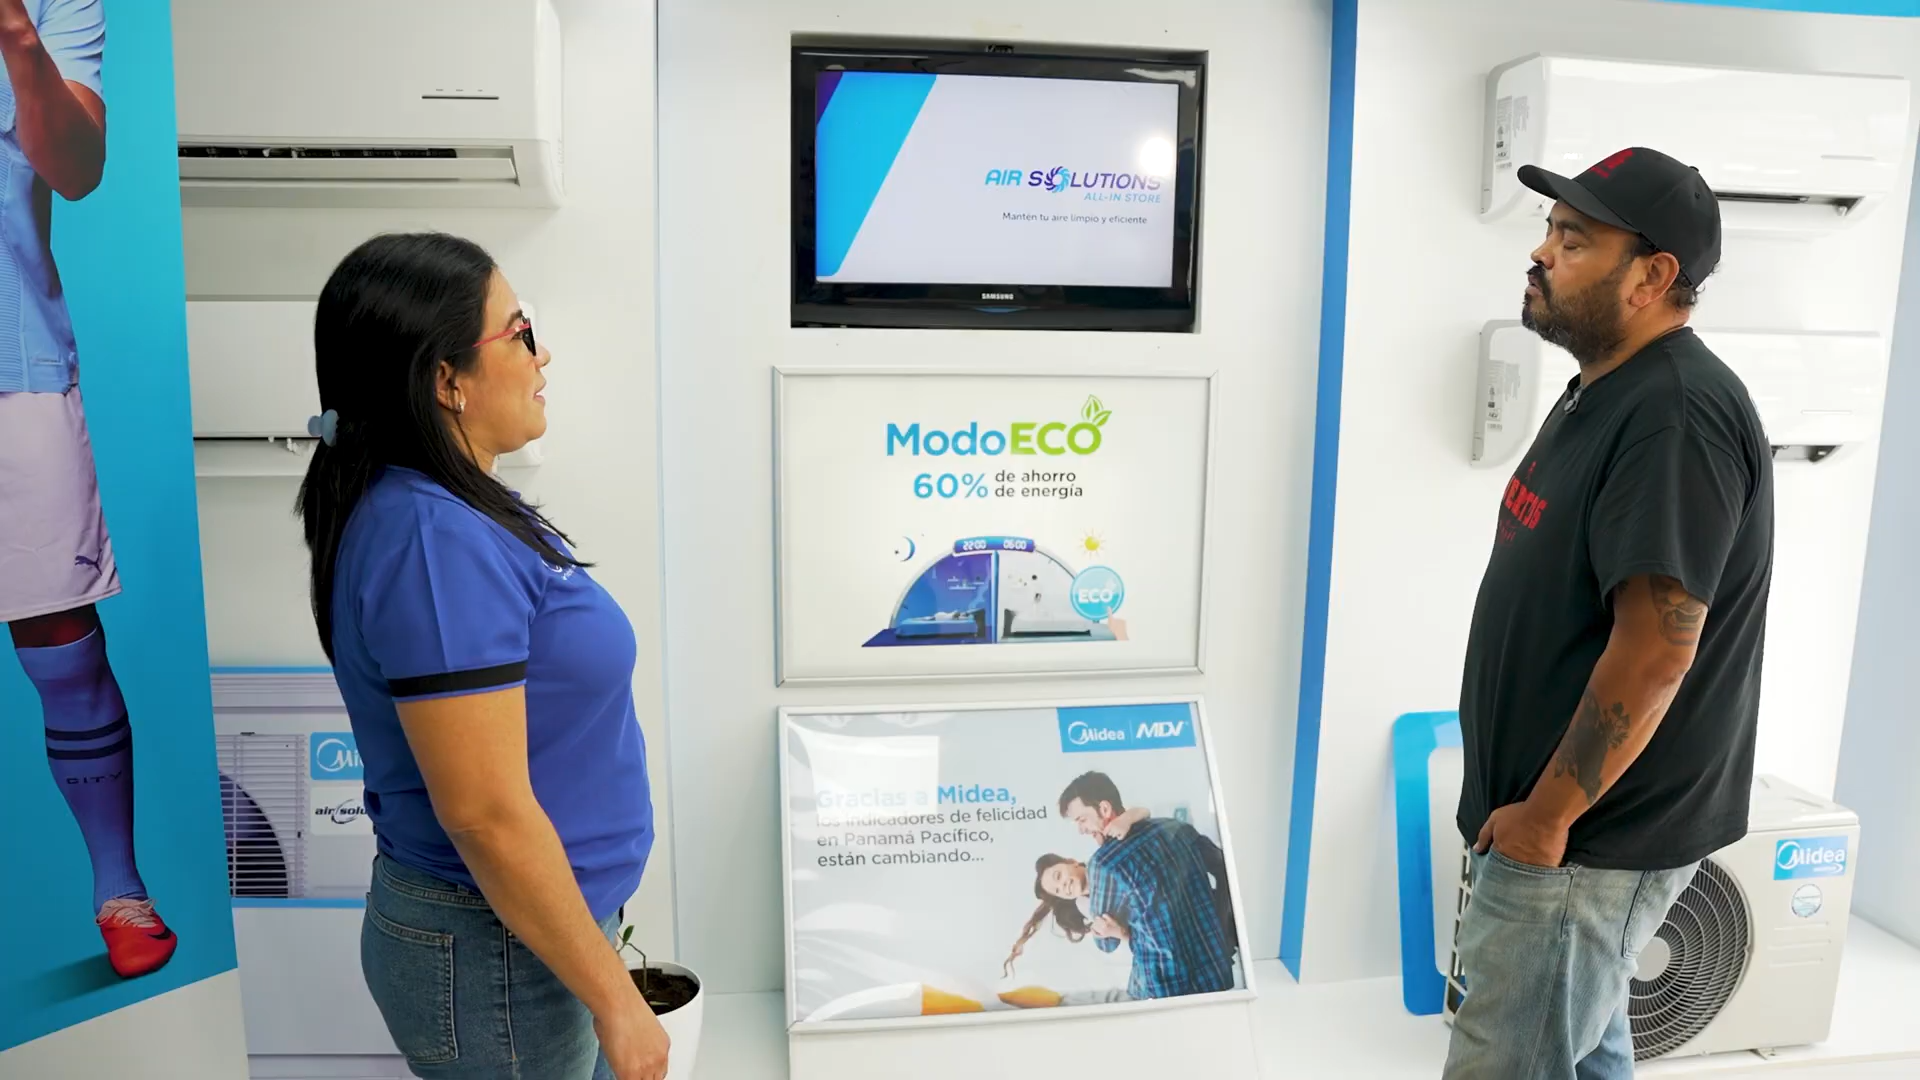 AIR SOLUTIONS
ALL-IN STORE
Mantén tu aire limpio y eficiente
SAMSUNG
ModoECO
60% de ahorro
de energía
22:00 06:00
ECO
Midea MDV
Gracias a Midea,
los indicadores de felicidad
en Panamá Pacífico,
están cambiando...
CITY
Midea